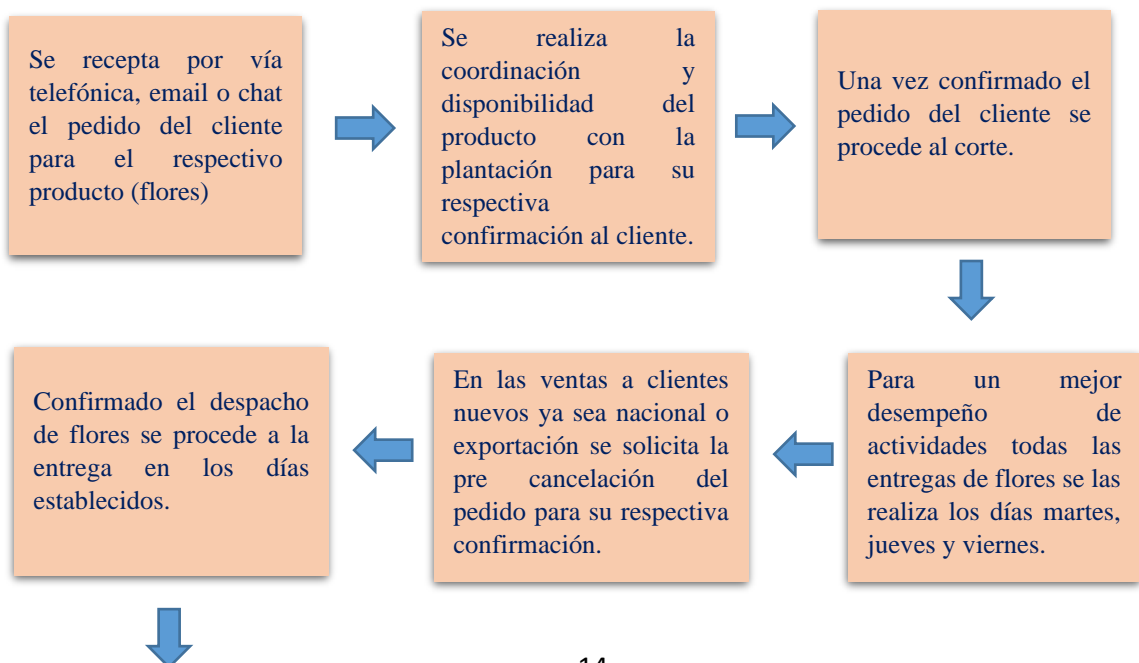 Se recepta por vía
telefónica, email o chat
el pedido del cliente
para el respectivo
producto (flores)
Se realiza la
coordinación y
disponibilidad del
producto con la
plantación para su
respectiva
confirmación al cliente.
Una vez confirmado el
pedido del cliente se
procede al corte.
Para un mejor
desempeño de
actividades todas las
entregas de flores se las
realiza los días martes,
jueves y viernes.
En las ventas a clientes
nuevos ya sea nacional o
exportación se solicita la
pre cancelación del
pedido para su respectiva
confirmación.
Confirmado el despacho
de flores se procede a la
entrega en los días
establecidos.
14